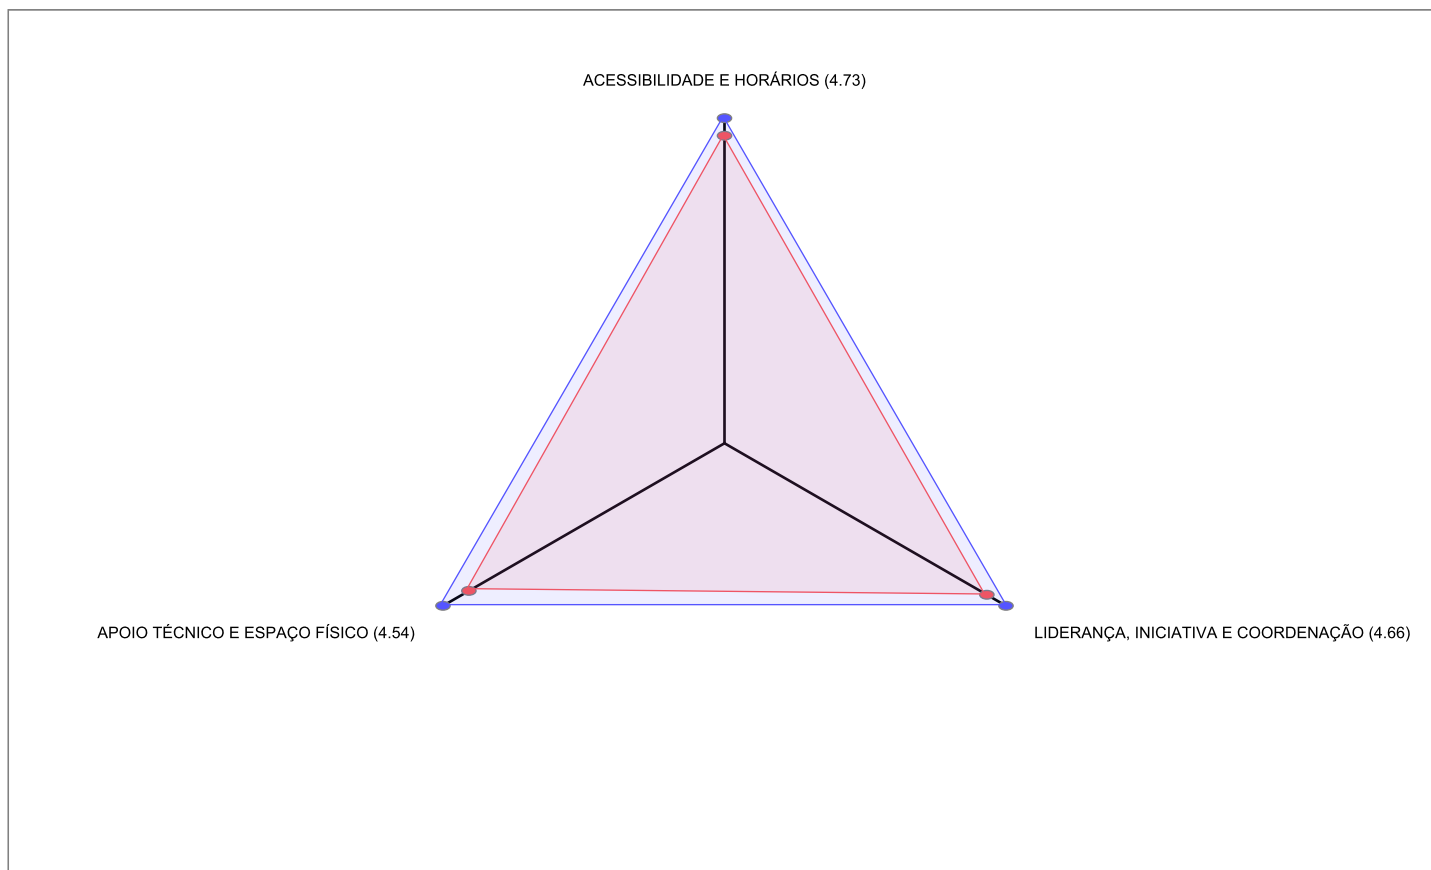 ACESSIBILIDADE E HORÁRIOS (4.73)
APOIO TÉCNICO E ESPAÇO FÍSICO (4.54)
LIDERANÇA, INICIATIVA E COORDENAÇÃO (4.66)